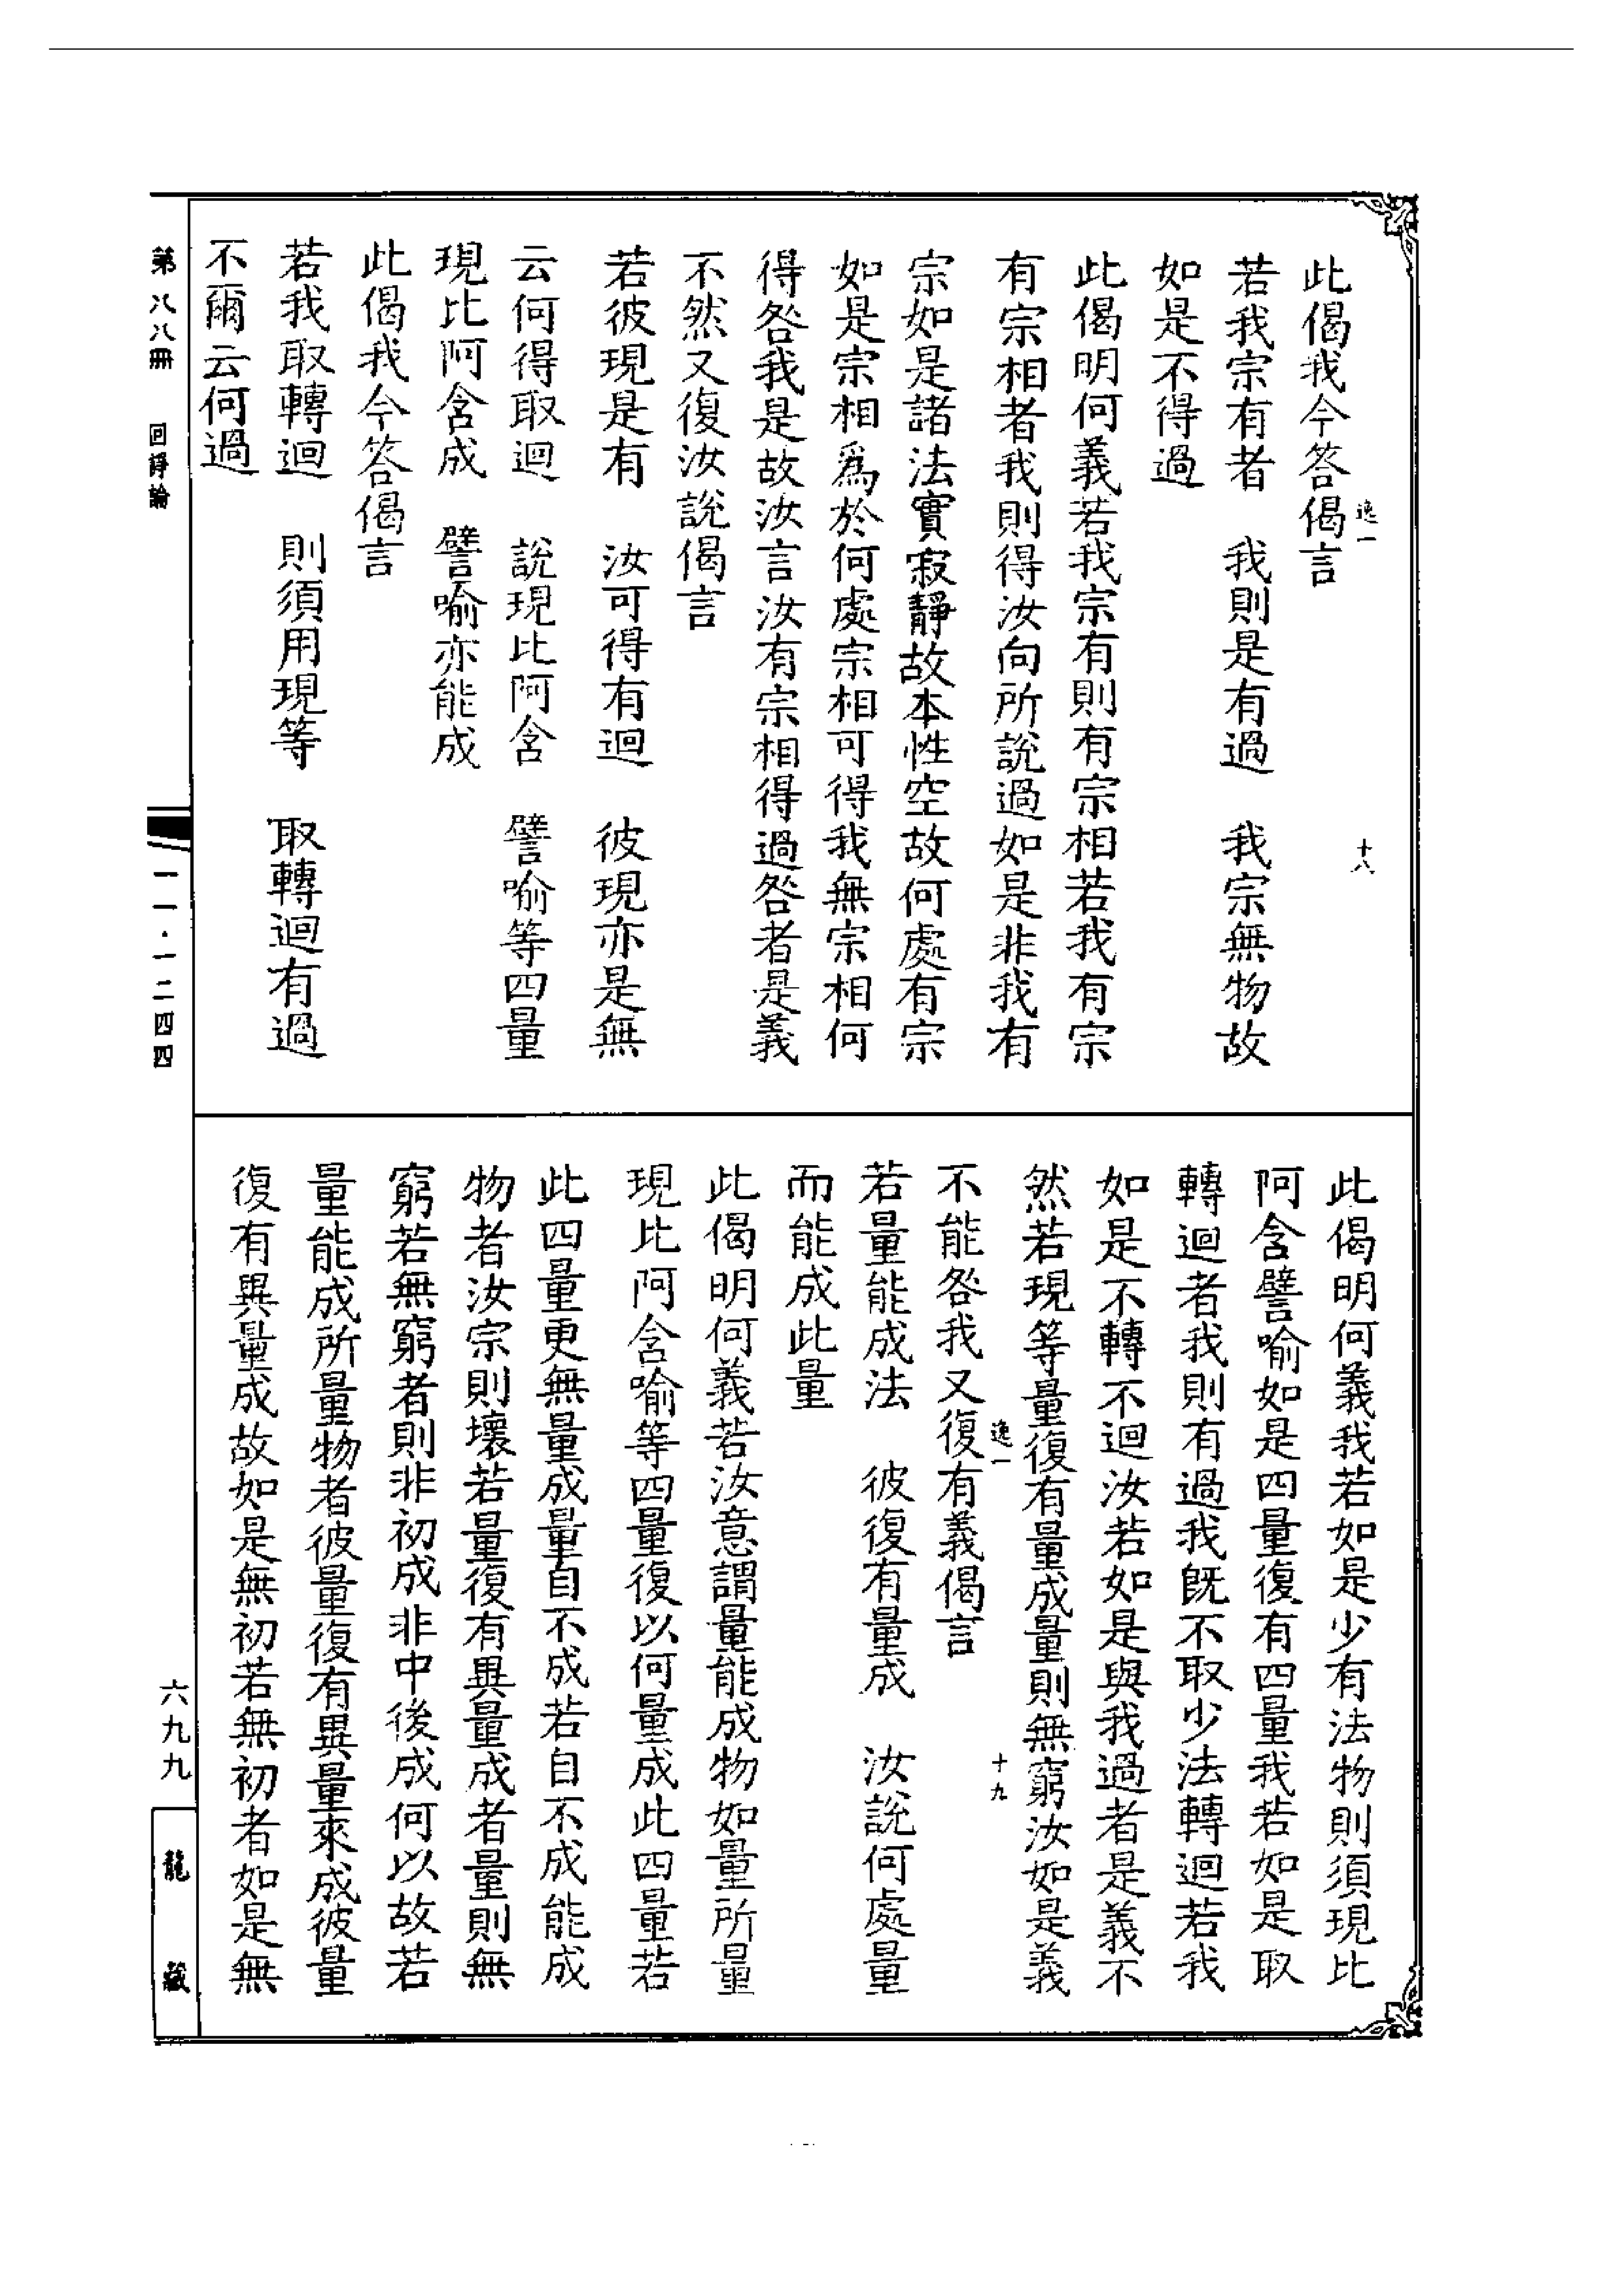 此偈我今答偈言
逸一
十八
若我宗有者　我則是有過　我宗無物故
如是不得過
此偈明何義若我宗有則有宗相若我有宗
有宗相者我則得汝向所說過如是非我有
宗如是諸法實寂靜故本性空故何處有宗
如是宗相爲於何處宗相可得我無宗相何
得咎我是故汝言汝有宗相得過咎者是義
不然又復汝說偈言
若彼現是有　汝可得有迴　彼現亦是無
云何得取迴　說現比阿含　譬喻等四量
現比阿含成　譬喻亦能成
此偈我今答偈言
若我取轉迴　則須用現等　取轉迴有過
不爾云何過
此偈明何義我若如是少有法物則須現比
阿含譬喻如是四量復有四量我若如是取
轉迴者我則有過我旣不取少法轉迴若我
如是不轉不迴汝若如是與我過者是義不
然若現等量復有量成量則無窮汝如是義
逸一
十九
不能咎我又復有義偈言
若量能成法　彼復有量成　汝說何處量
而能成此量
此偈明何義若汝意謂量能成物如量所量
現比阿含喻等四量復以何量成此四量若
此四量更無量成量自不成若自不成能成
物者汝宗則壞若量復有異量成者量則無
窮若無窮者則非初成非中後成何以故若
量能成所量物者彼量復有異量來成彼量
復有異量成故如是無初若無初者如是無
第八八冊　回諍論
一一·一二四四
六九九
龍藏